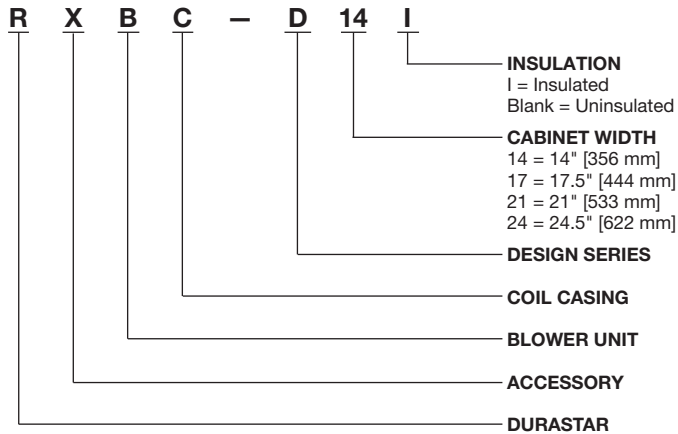 R X B C — D 14 I
INSULATION
I = Insulated
Blank = Uninsulated
CABINET WIDTH
14 = 14" [356 mm]
17 = 17.5" [444 mm]
21 = 21" [533 mm]
24 = 24.5" [622 mm]
DESIGN SERIES
COIL CASING
BLOWER UNIT
ACCESSORY
DURASTAR